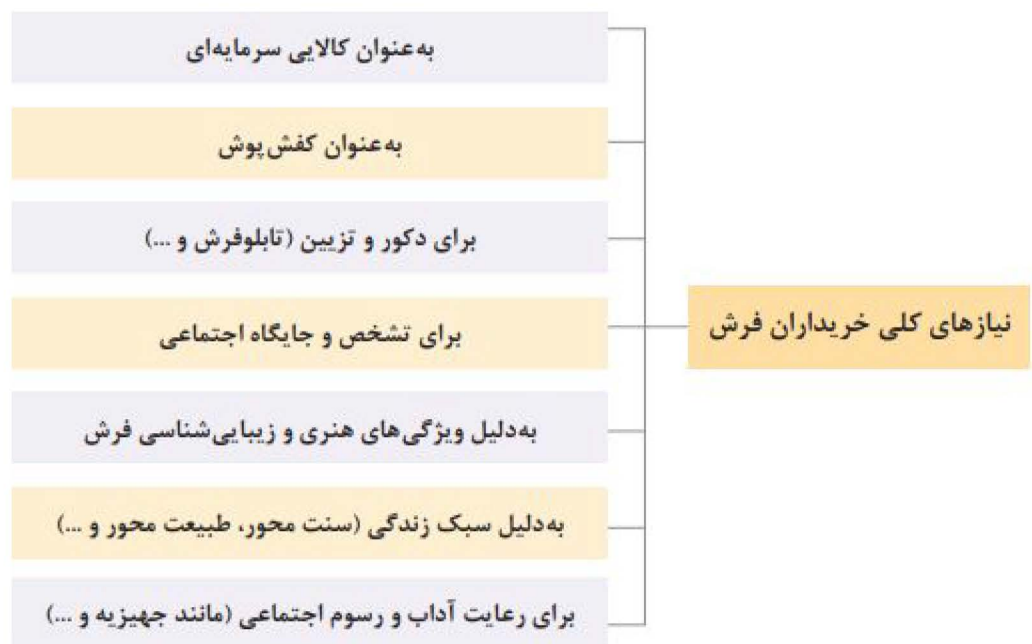 نیازهای کلی خریداران فرش
به‌عنوان کالایی سرمایه‌ای
به‌عنوان کفش‌پوش
برای دکور و تزیین (تابلوفرش و ...)
برای تشخص و جایگاه اجتماعی
به‌دلیل ویژگی‌های هنری و زیبایی‌شناسی فرش
به‌دلیل سبک زندگی (سنت محور، طبیعت محور و ...)
برای رعایت آداب و رسوم اجتماعی (مانند جهیزیه و ...)